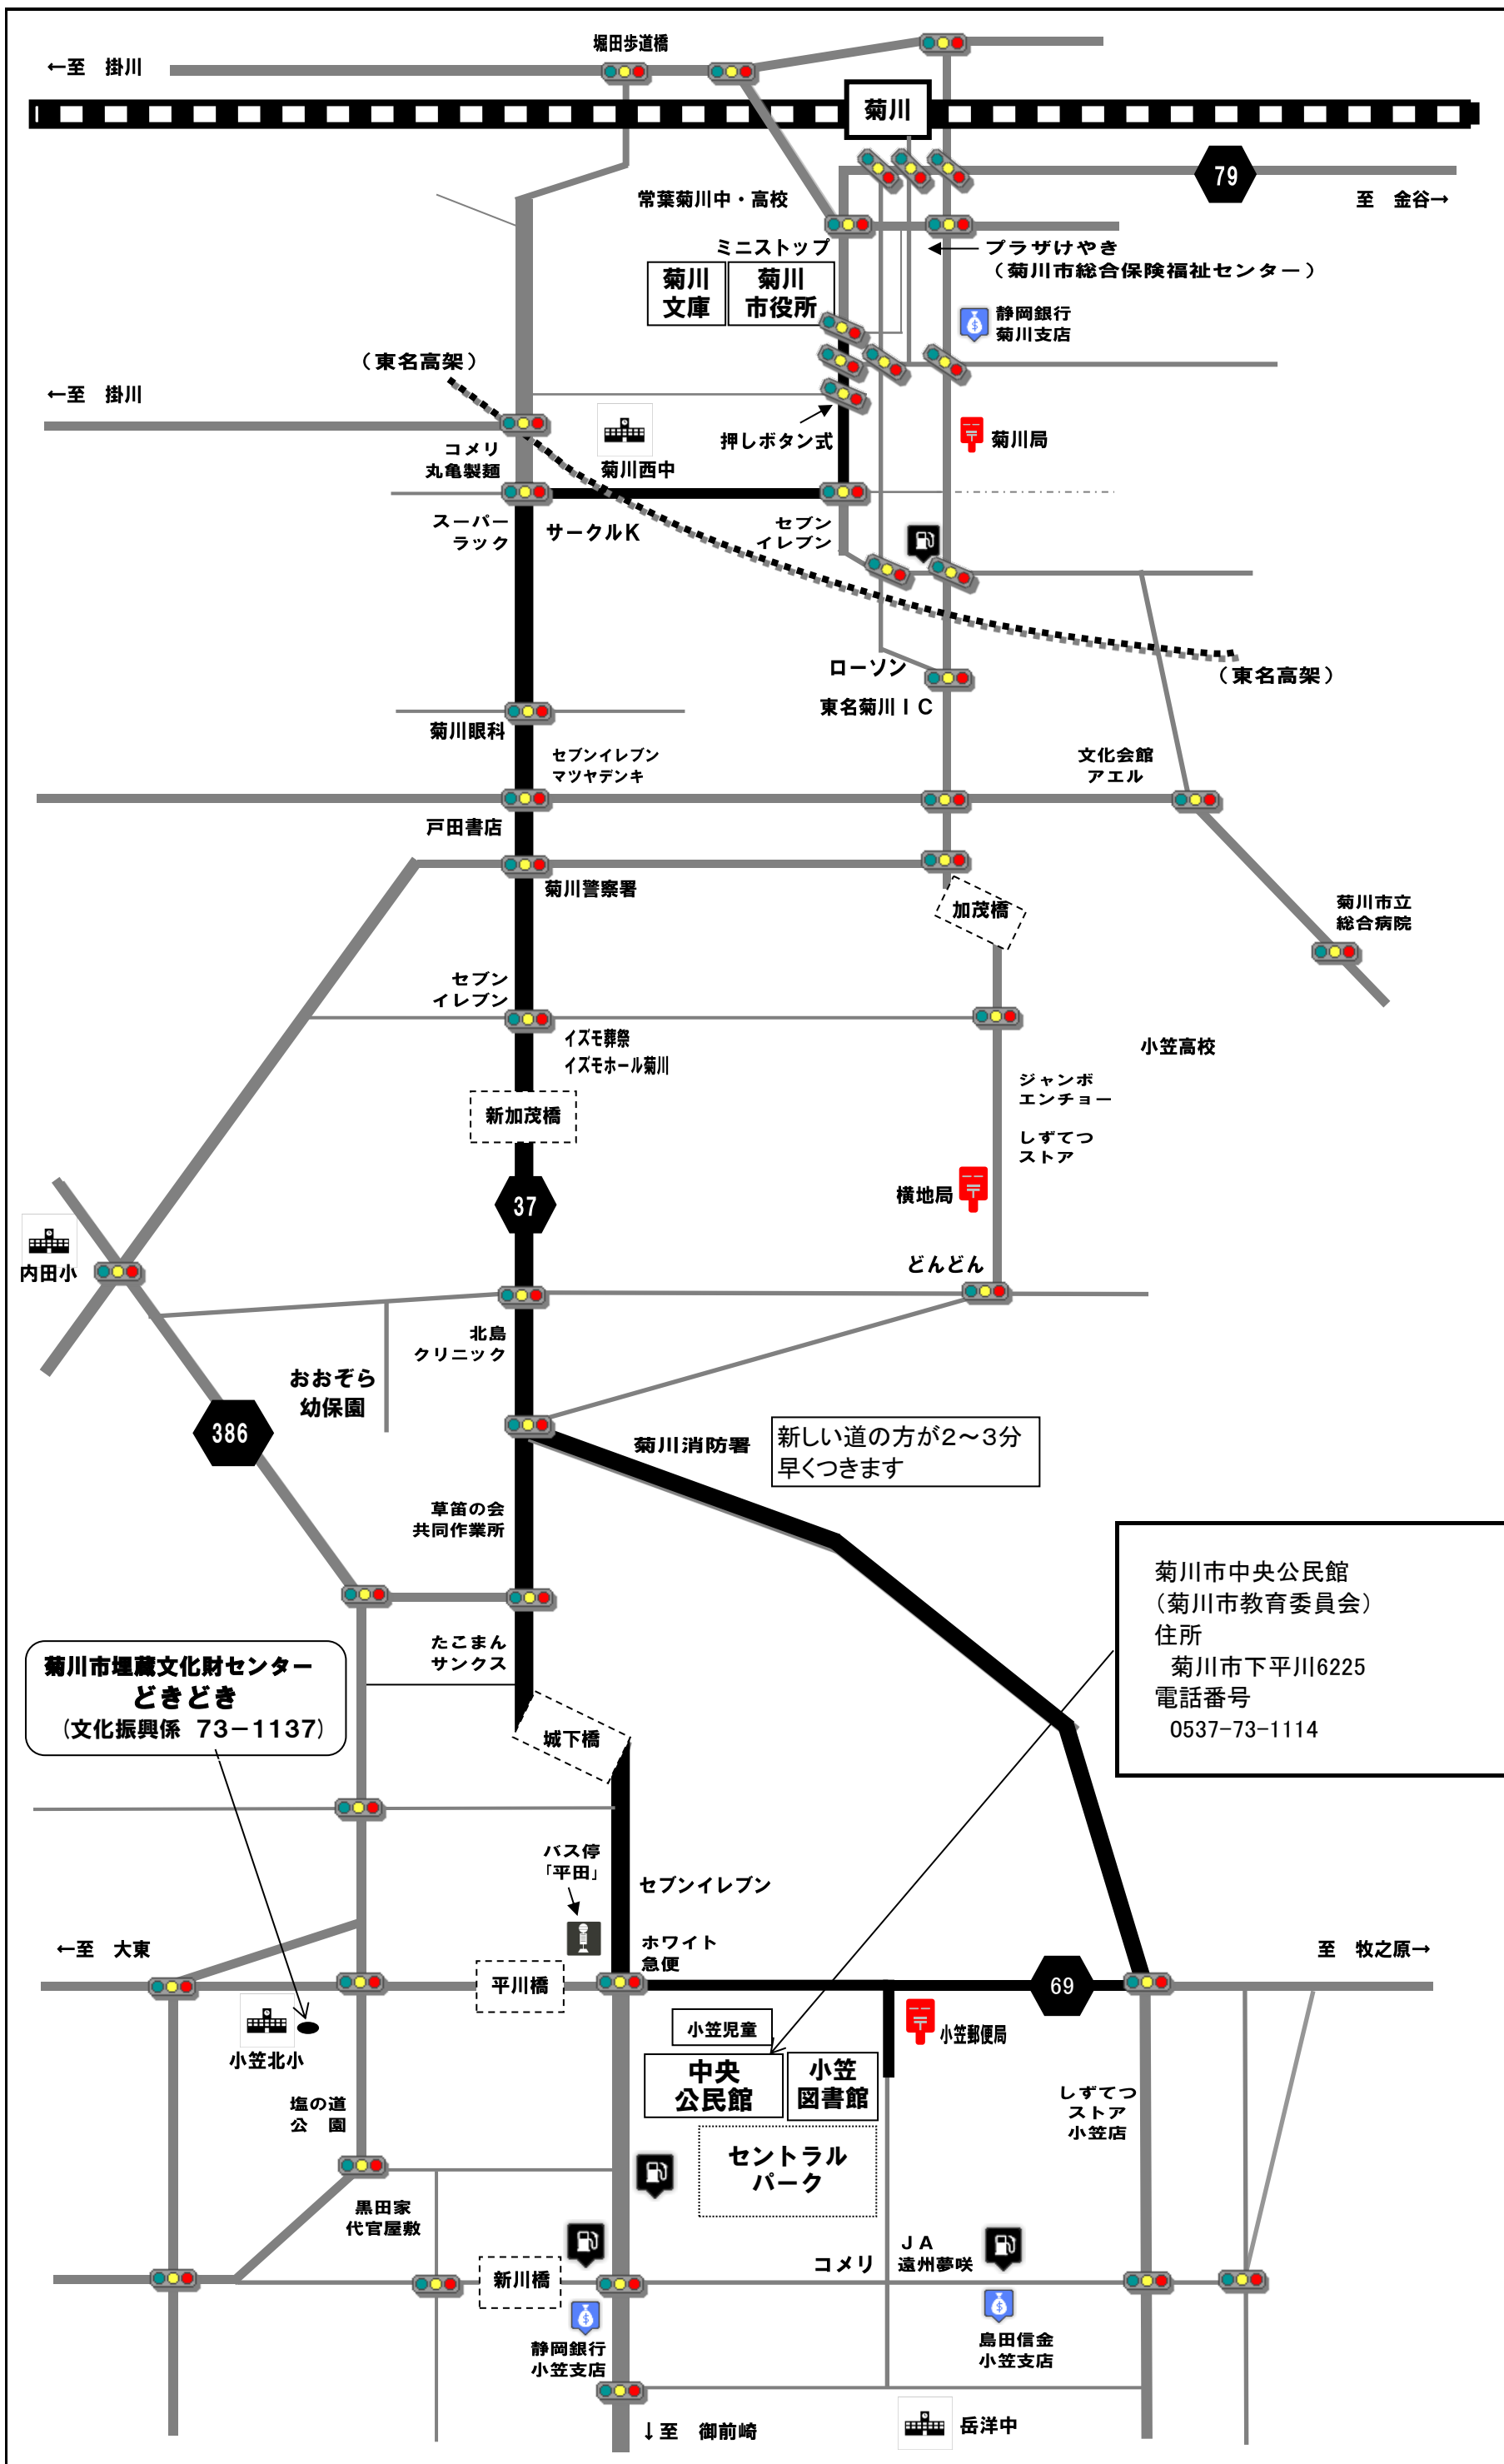 堀田歩道橋
←至　掛川
菊川
79
至　金谷→
常葉菊川中・高校
ミニストップ
プラザけやき
（菊川市総合保険福祉センター）
菊川
文庫
菊川
市役所
静岡銀行
菊川支店
（東名高架）
←至　掛川
押しボタン式
菊川局
コメリ
丸亀製麺
菊川西中
スーパー
ラック
サークルK
セブン
イレブン
ローソン
東名菊川ＩＣ
（東名高架）
菊川眼科
セブンイレブン
マツヤデンキ
文化会館
アエル
戸田書店
菊川警察署
加茂橋
菊川市立
総合病院
セブン
イレブン
イズモ葬祭
イズモホール菊川
小笠高校
ジャンボ
エンチョー
しずてつ
ストア
新加茂橋
37
横地局
内田小
どんどん
北島
クリニック
おおぞら
幼保園
386
菊川消防署
新しい道の方が2～3分
早くつきます
草笛の会
共同作業所
菊川市中央公民館
（菊川市教育委員会）
住所
菊川市下平川6225
電話番号
0537-73-1114
たこまん
サンクス
菊川市埋蔵文化財センター
どきどき
（文化振興係　73－1137）
城下橋
バス停
「平田」
セブンイレブン
ホワイト
急便
←至　大東
至　牧之原→
平川橋
69
小笠児童
小笠郵便局
小笠北小
中央
公民館
小笠
図書館
塩の道
公　園
しずてつ
ストア
小笠店
セントラル
パーク
黒田家
代官屋敷
新川橋
コメリ
ＪＡ
遠州夢咲
静岡銀行
小笠支店
島田信金
小笠支店
↓至　御前崎
岳洋中